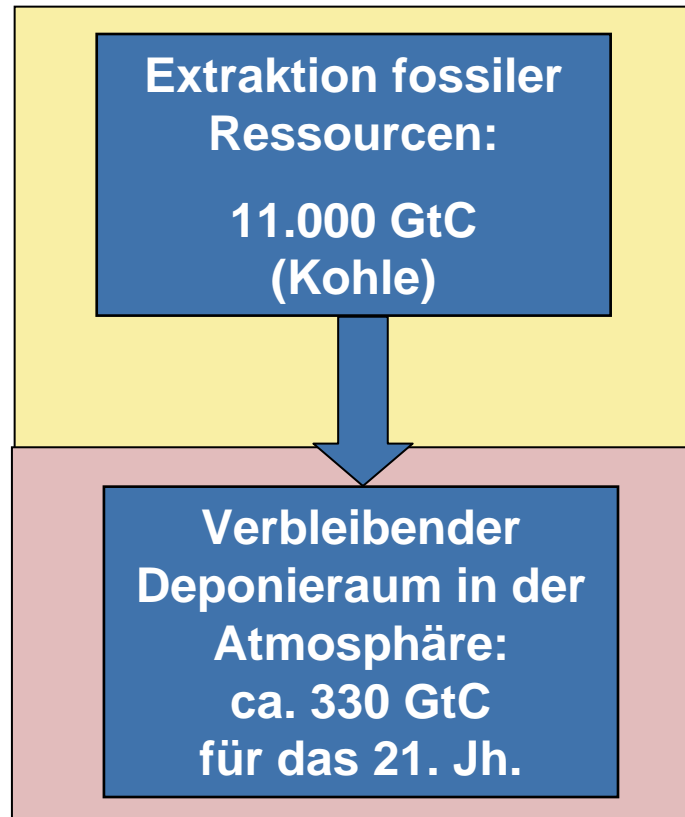 Extraktion fossiler
Ressourcen:
11.000 GtC
(Kohle)
Verbleibender
Deponieraum in der
Atmosphäre:
ca. 330 GtC
für das 21. Jh.